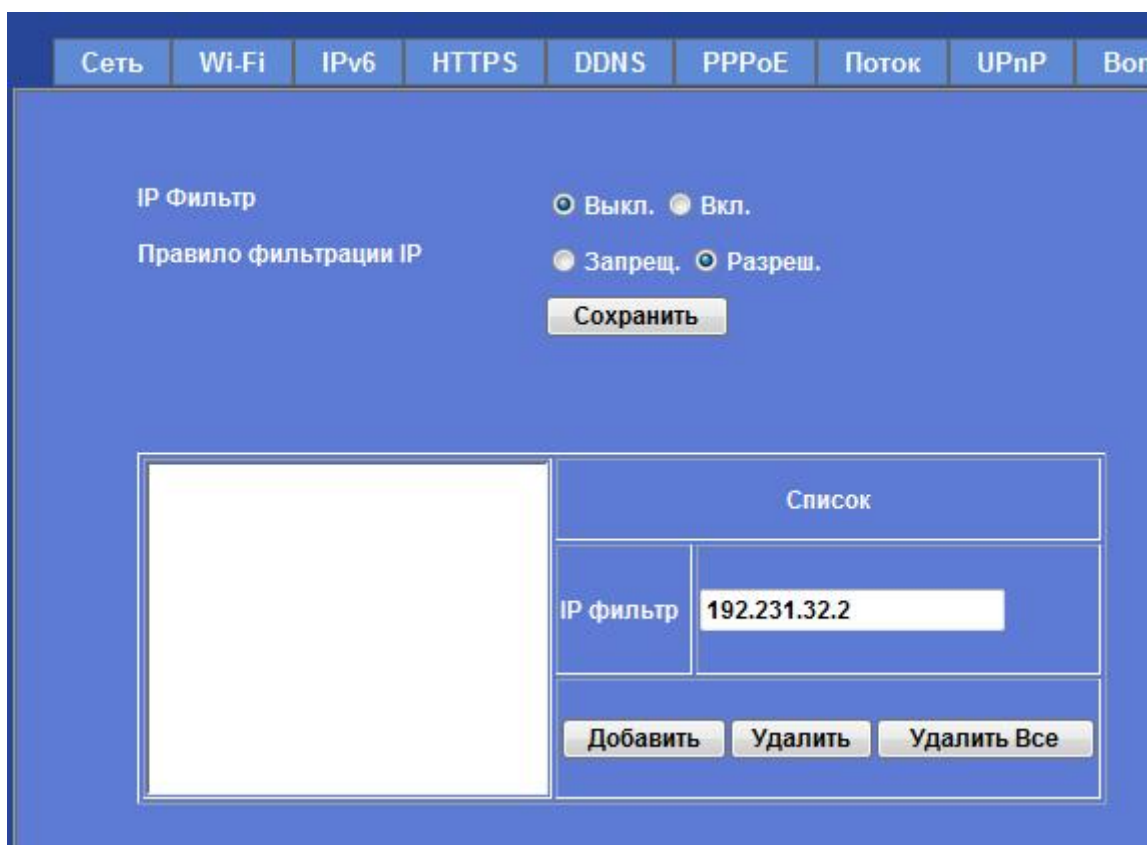 Сеть Wi-Fi IPv6 HTTPS DDNS PPPoE Поток UPnP Bon
IP Фильтр Выкл. Вкл.
Правило фильтрации IP Запрещ. Разреш.
Сохранить
Список
IP фильтр 192.231.32.2
Добавить Удалить Удалить Все